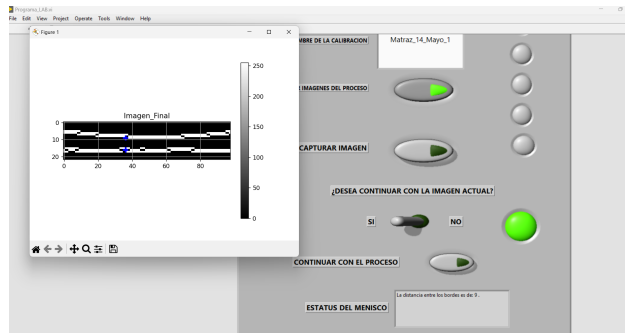 Programa_LAB.vi
File Edit View Project Operate Tools Window Help
Figure 1
MBRE DE LA CALIBRACION
Matraz_14_Mayo_1
R IMAGENES DEL PROCESO
CAPTURAR IMAGEN
¿DESEA CONTINUAR CON LA IMAGEN ACTUAL?
SI
NO
CONTINUAR CON EL PROCESO
ESTATUS DEL MENISCO
La distancia entre los bordes es de: 9 .
Imagen_Final
0
10
20
0 20 40 60 80
250
200
150
100
50
0